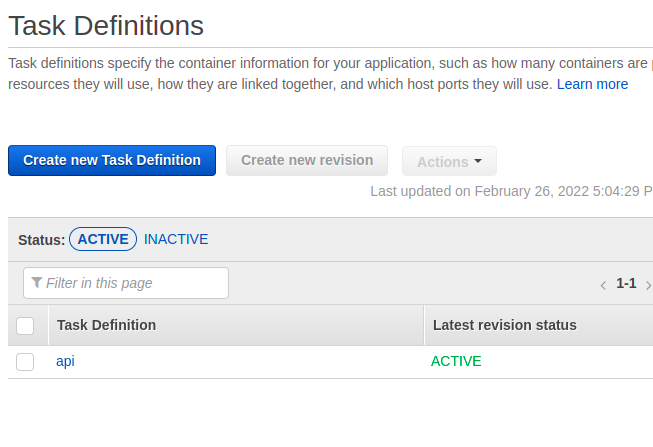 Task Definitions
Task definitions specify the container information for your application, such as how many containers are
resources they will use, how they are linked together, and which host ports they will use. Learn more
Create new Task Definition Create new revision Actions
Last updated on February 26, 2022 5:04:29 P
Status: ACTIVE INACTIVE
Filter in this page 1-1
Task Definition Latest revision status
api ACTIVE